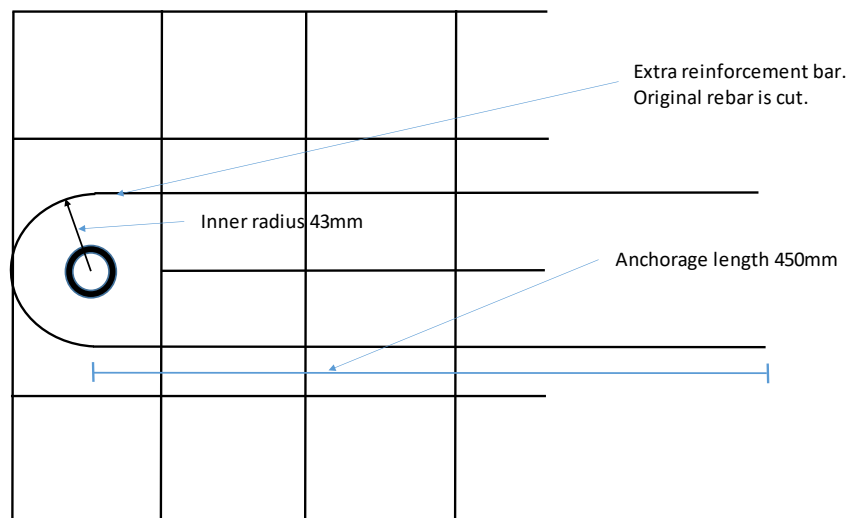 Extra reinforcement bar.
Original rebar is cut.
Inner radius 43mm
Anchorage length 450mm